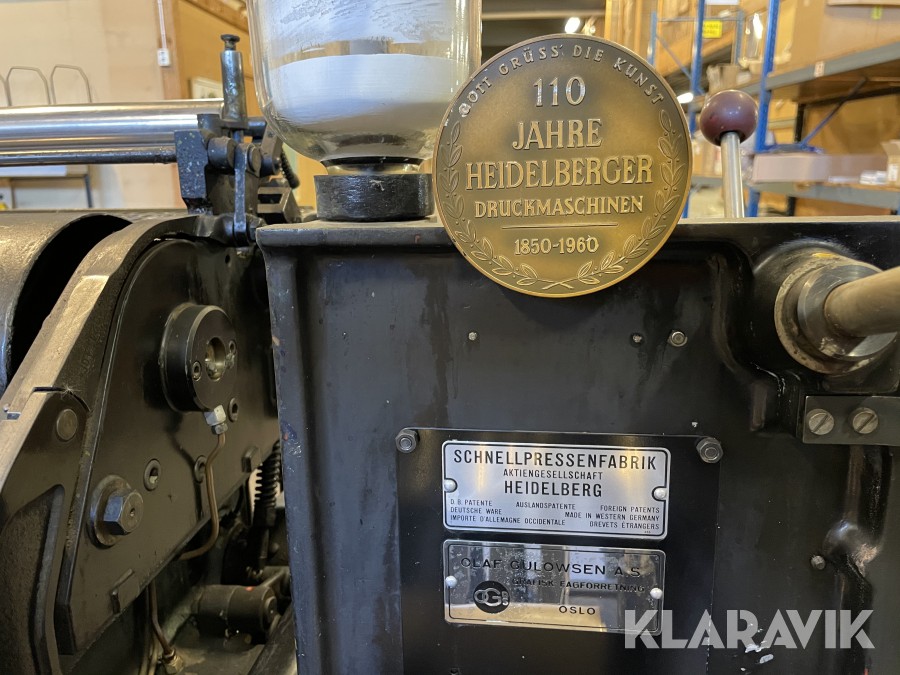 GOTT GRÜSS' DIE KUNST
110
JAHRE
HEIDELBERGER
DRUCKMASCHINEN
1850-1960
SCHNELLPRESSENFABRIK
AKTIENGESELLSCHAFT
HEIDELBERG
D. B. PATENTE AUSLANDSPATENTE FOREIGN PATENTS
DEUTSCHE WARE MADE IN WESTERN GERMANY
IMPORTE D'ALLEMAGNE OCCIDENTALE BREVETS ÉTRANGERS
OLAF GULOWSEN A.S
GRAFISK FAGFORRETNING
OG
OSLO
KLARAVIK